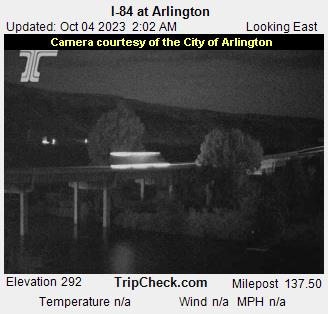 I-84 at Arlington
Updated: Oct 04 2023 2:02 AM Looking East
Camera courtesy of the City of Arlington
Elevation 292 TripCheck.com Milepost 137.50
Temperature n/a Wind n/a MPH n/a